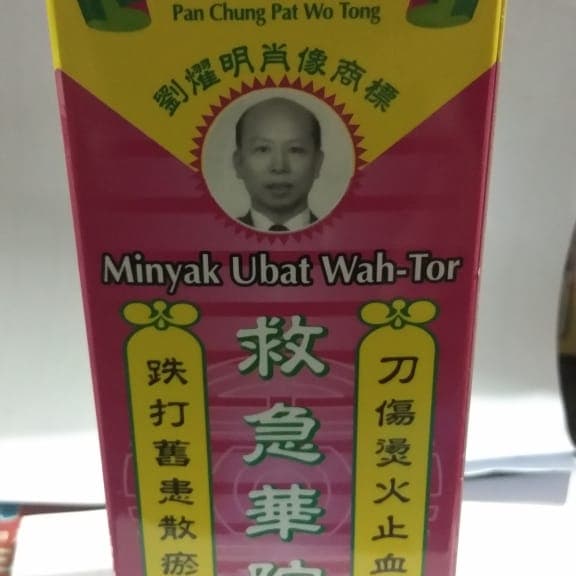 Pan Chung Pat Wo Tong
劉燿明肖像商標
Minyak Ubat Wah-Tor
救急華陀
刀傷燙火止血
跌打舊患散瘀